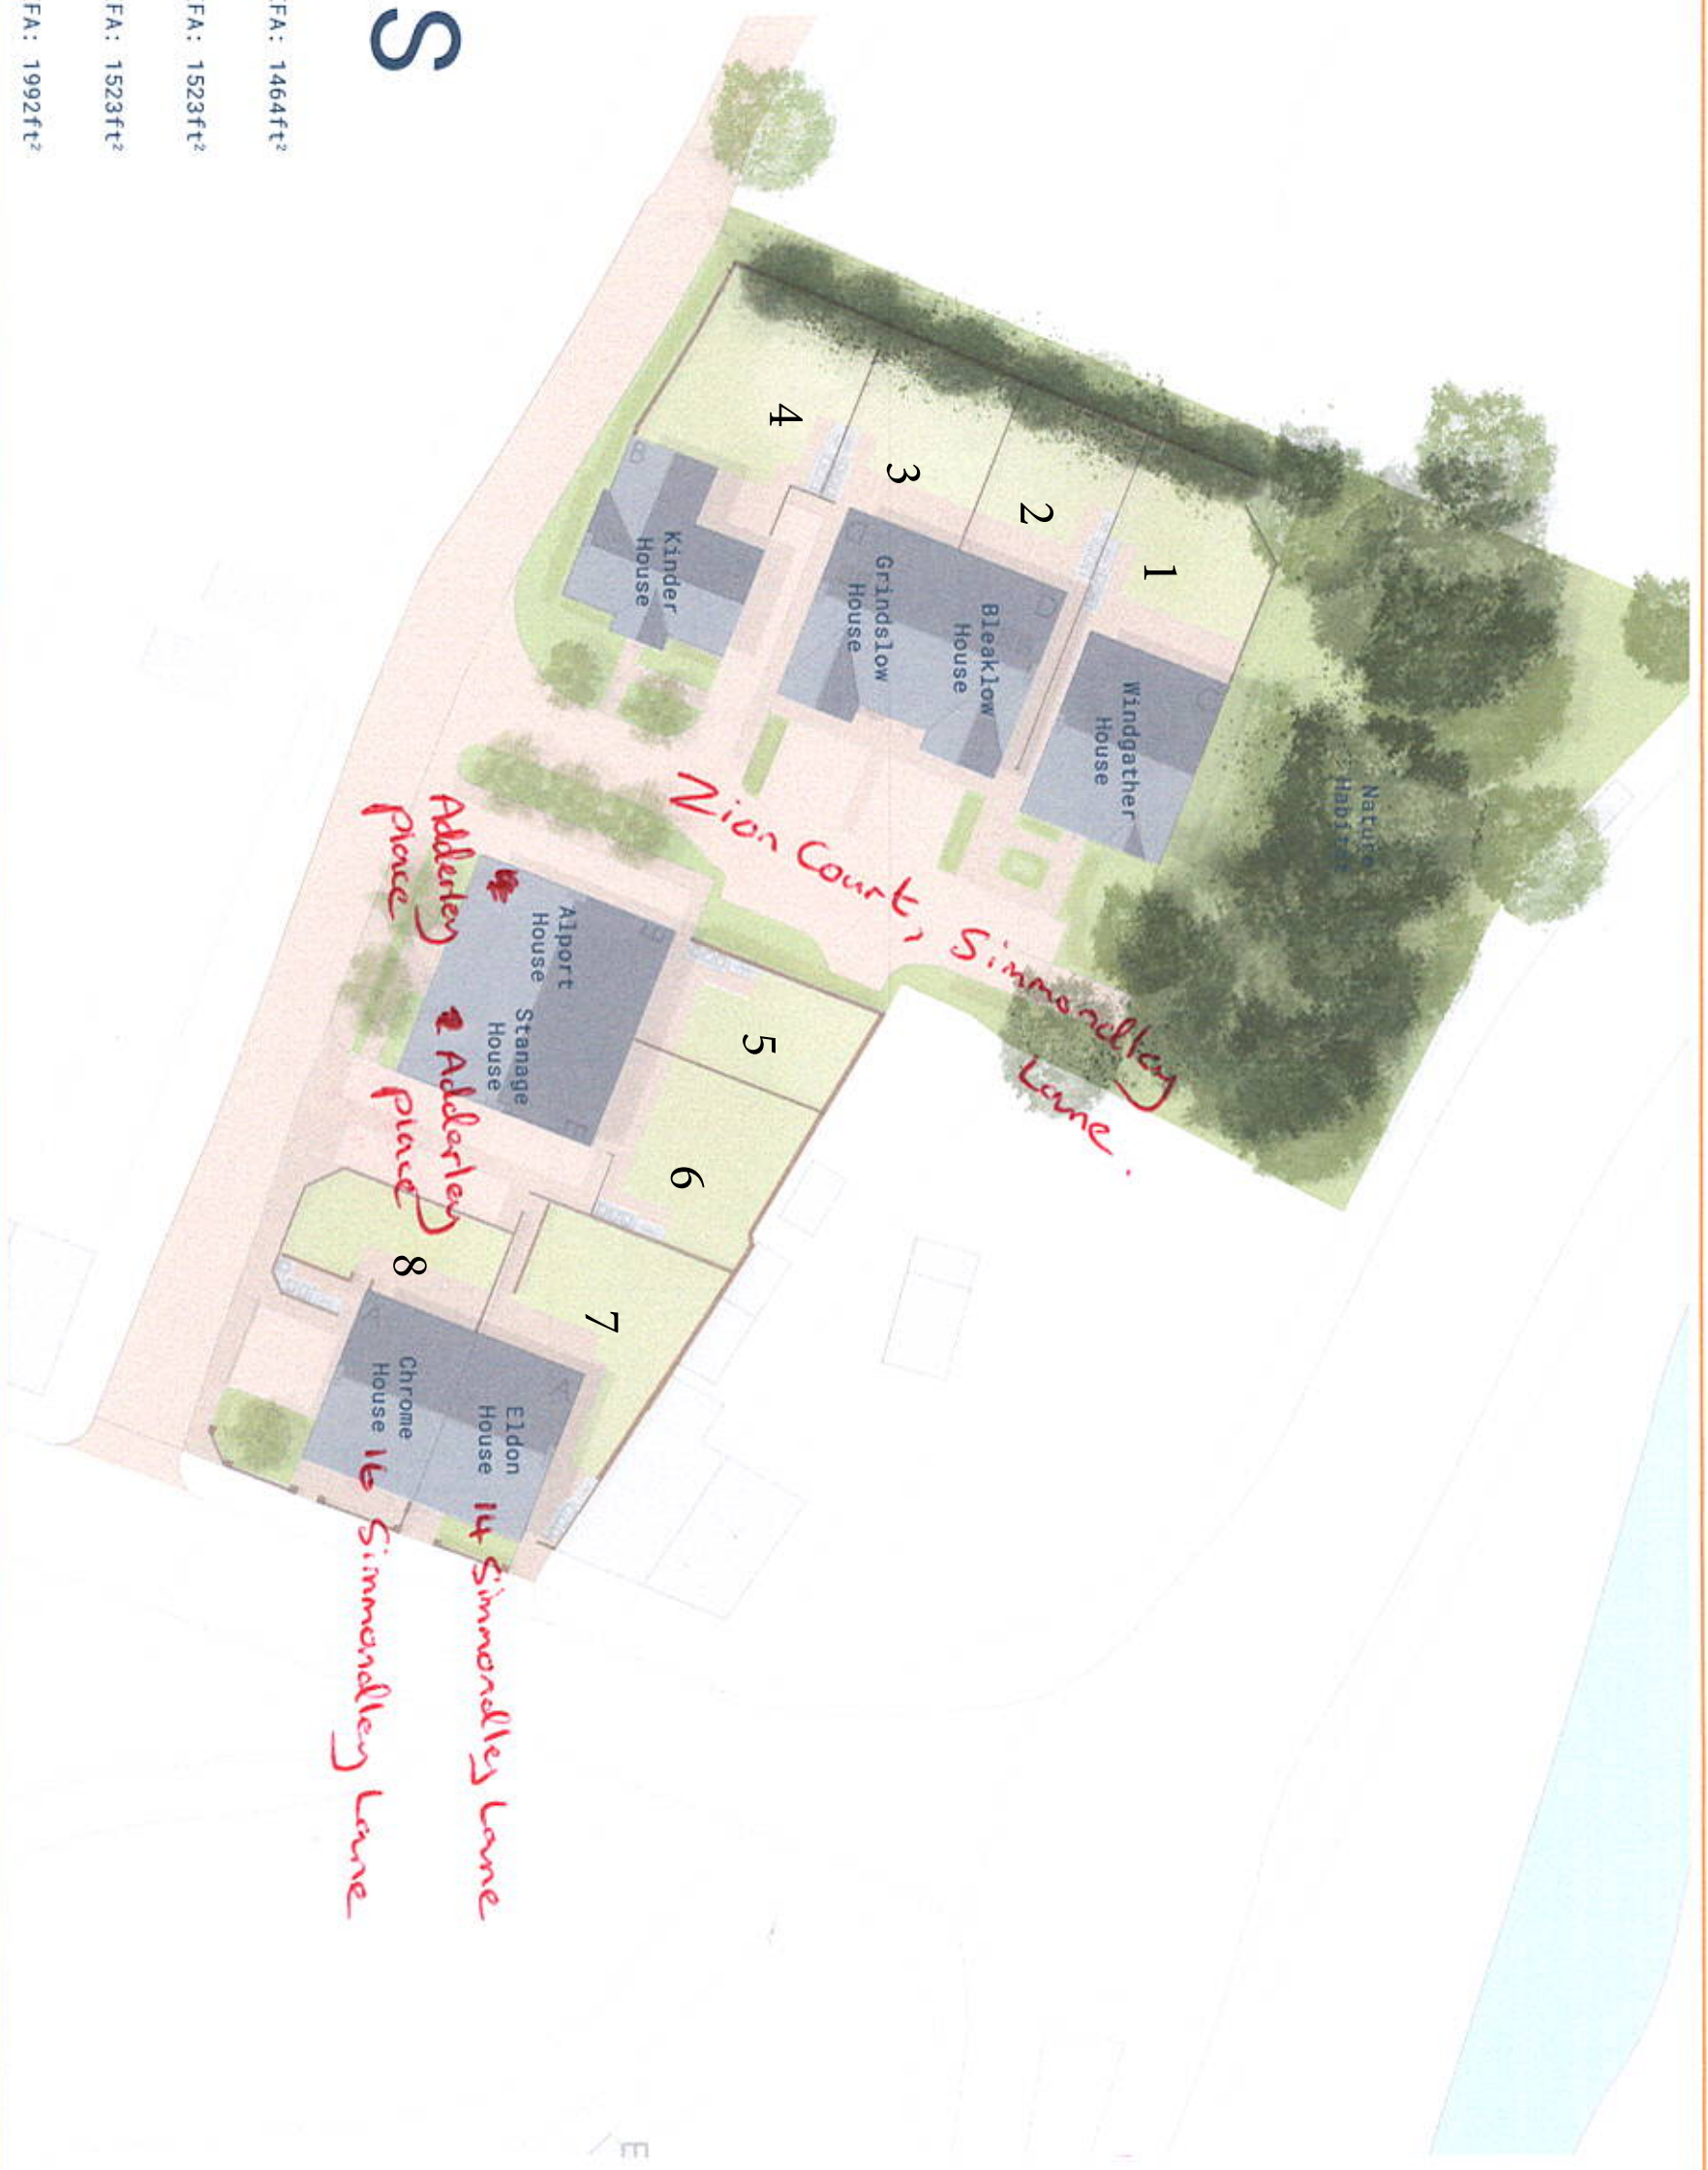 S
FA: 1464ft²
FA: 1523ft²
FA: 1523ft²
FA: 1992ft²
Nature
Habitat
1
Windgather
House
2
Bleaklow
House
3
Grindslow
House
4
Kinder
House
B
C
C
B
E
A
A
Zion Court, Simmondley
Lane.
5
Alport
House
Adderley
Place
6
Stanage
House
2 Adderley
Place
7
Eldon
House
14 Simmondley Lane
8
Chrome
House
16 Simmondley Lane
E